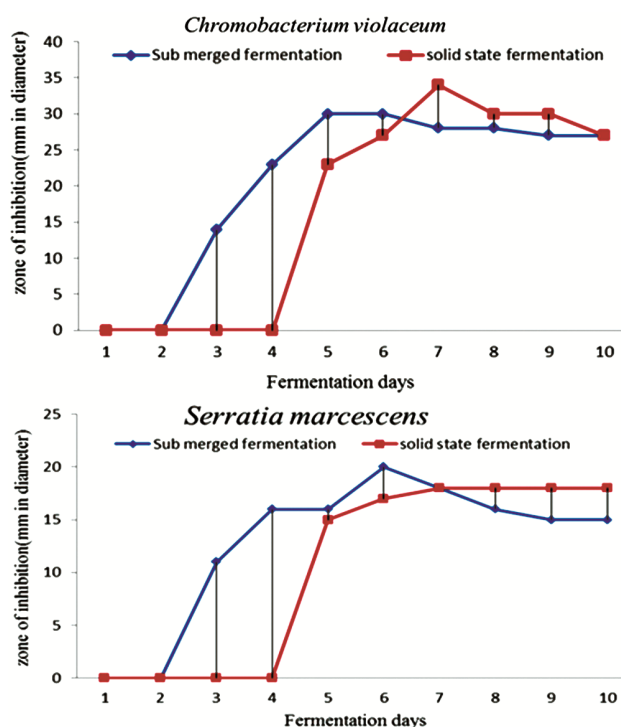 Chromobacterium violaceum
Sub merged fermentation solid state fermentation
zone of inhibition(mm in diameter)
40
35
30
25
20
15
10
5
0
1 2 3 4 5 6 7 8 9 10
Fermentation days
Serratia marcescens
Sub merged fermentation solid state fermentation
zone of inhibition(mm in diameter)
25
20
15
10
5
0
1 2 3 4 5 6 7 8 9 10
Fermentation days